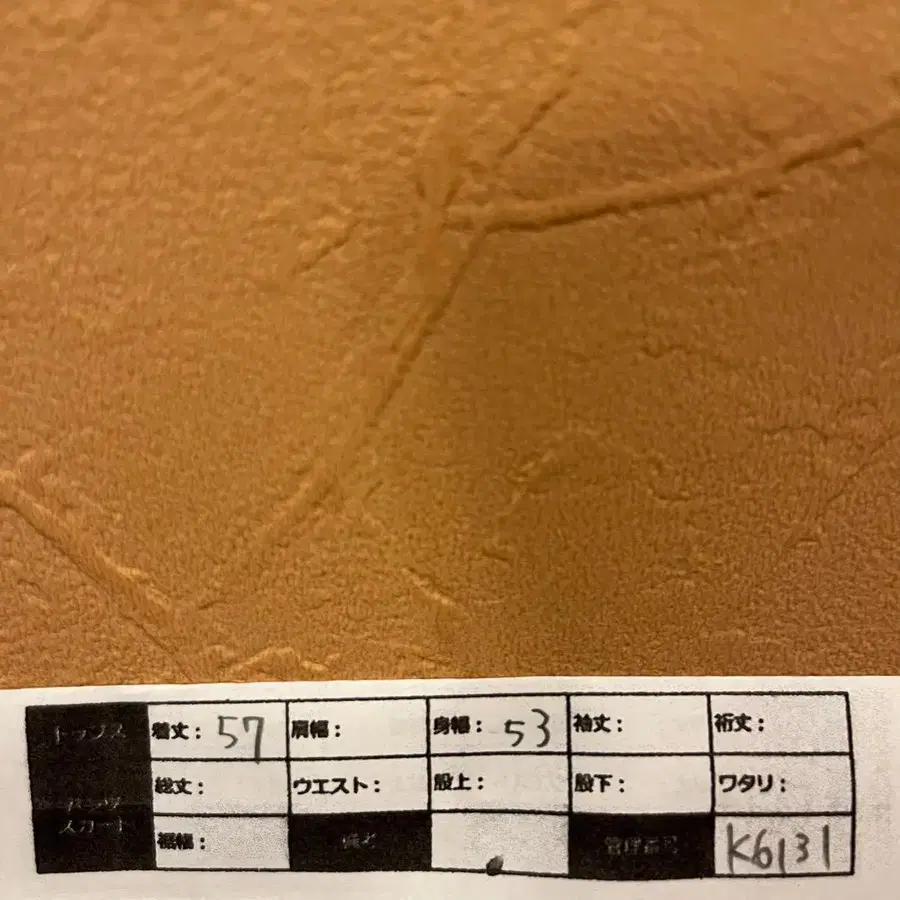 トップス 着丈: 57 肩幅: 身幅: 53 袖丈: 裄丈:
総丈: ウエスト: 股上: 股下: ワタリ:
スカート 裾幅: 備考 管理番号 K6131